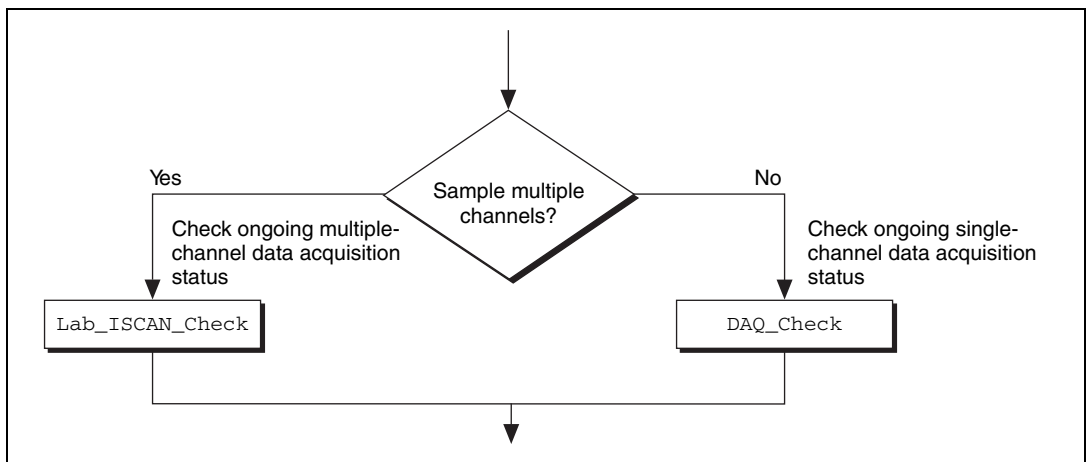 Sample multiple
channels?
Yes
No
Check ongoing multiple-
channel data acquisition
status
Check ongoing single-
channel data acquisition
status
Lab_ISCAN_Check
DAQ_Check